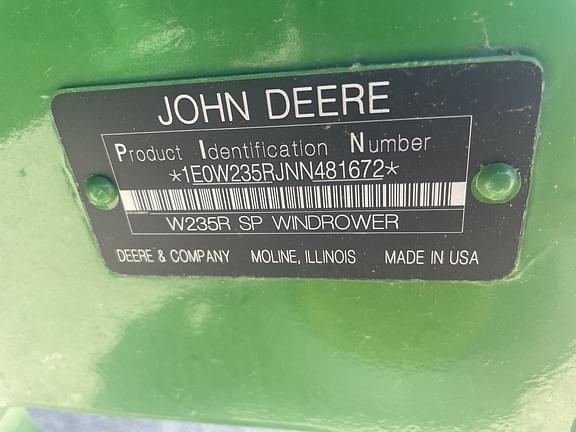 JOHN DEERE
Product Identification Number
*1E0W235RJNN481672*
W235R SP WINDROWER
DEERE & COMPANY MOLINE, ILLINOIS MADE IN USA